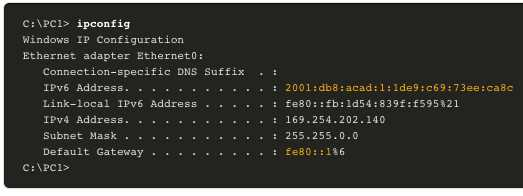 C:\PC1> ipconfig
Windows IP Configuration
Ethernet adapter Ethernet0:
Connection-specific DNS Suffix . :
IPv6 Address. . . . . . . . . . . : 2001:db8:acad:1:1de9:c69:73ee:ca8c
Link-local IPv6 Address . . . . . : fe80::fb:1d54:839f:f595%21
IPv4 Address. . . . . . . . . . . : 169.254.202.140
Subnet Mask . . . . . . . . . . . : 255.255.0.0
Default Gateway . . . . . . . . . : fe80::1%6
C:\PC1>